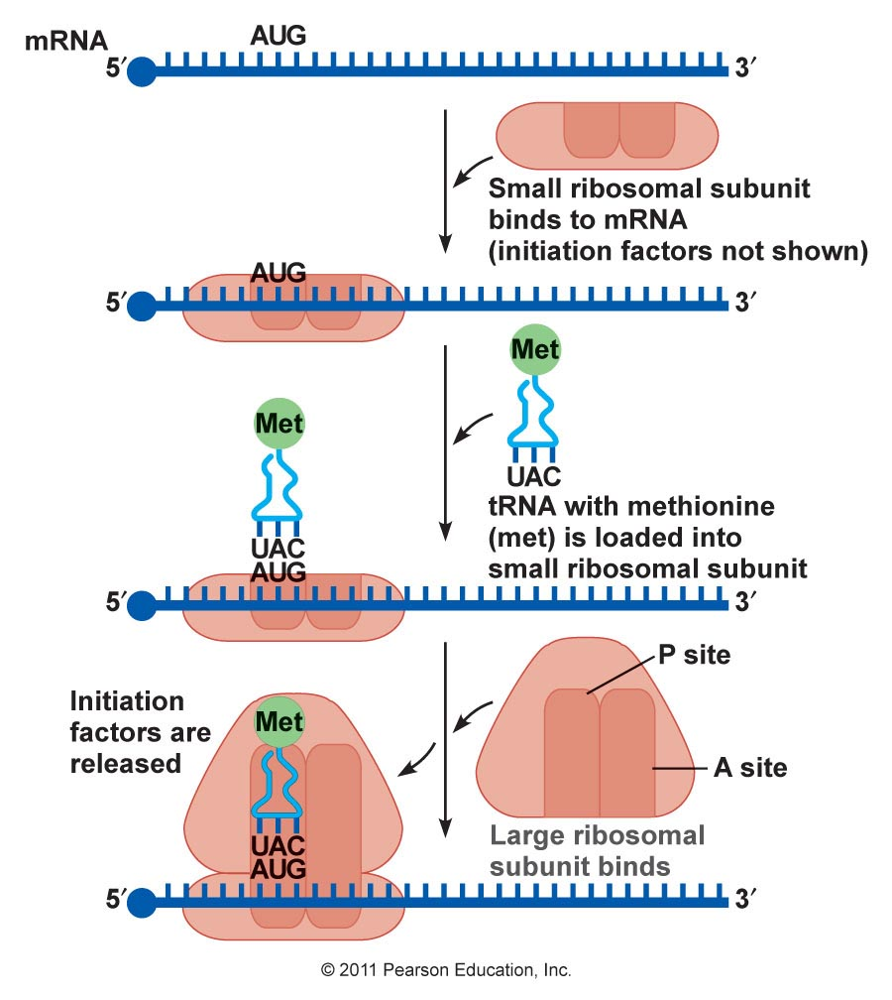 AUG
mRNA
5′ 3′
Small ribosomal subunit
binds to mRNA
(initiation factors not shown)
AUG
5′ 3′
Met
UAC
Met
UAC
AUG
tRNA with methionine
(met) is loaded into
small ribosomal subunit
5′ 3′
P site
A site
Large ribosomal
subunit binds
Initiation
factors are
released
Met
UAC
AUG
5′ 3′
© 2011 Pearson Education, Inc.